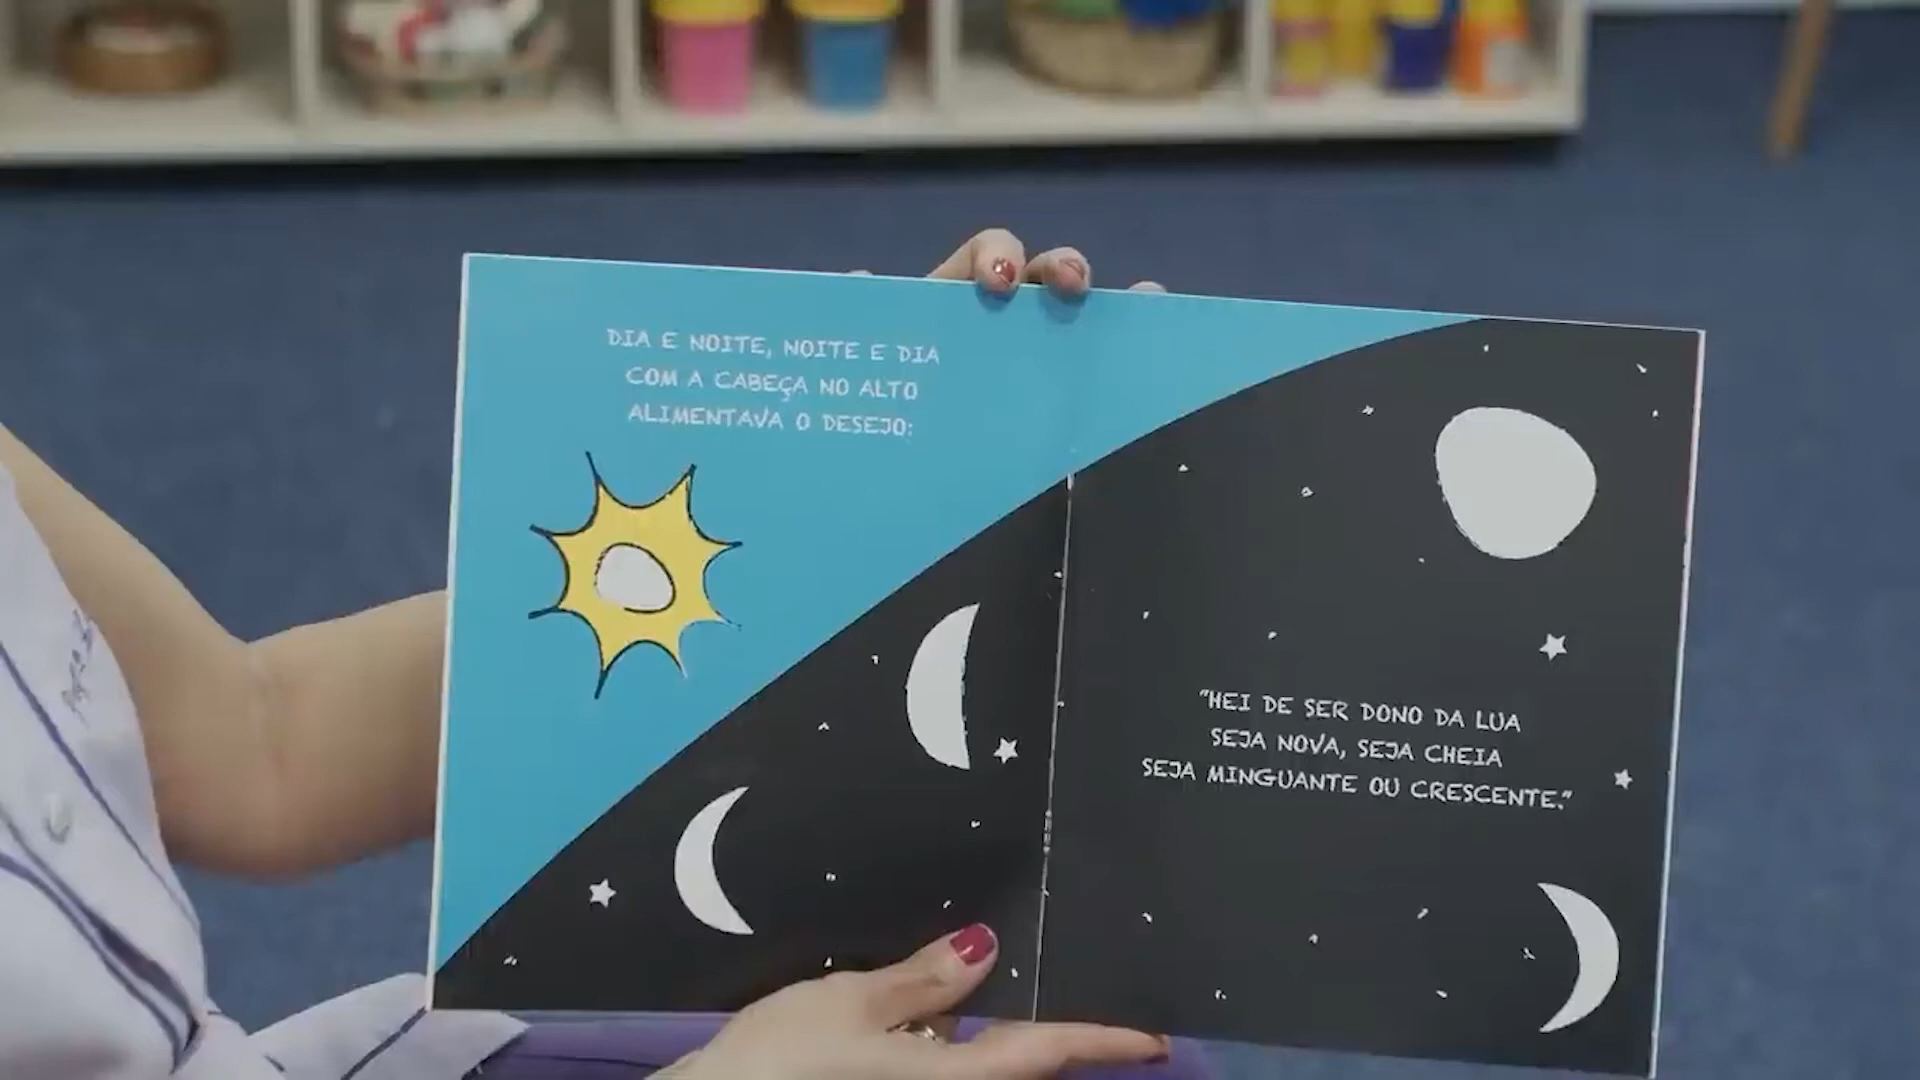 DIA E NOITE, NOITE E DIA
COM A CABEÇA NO ALTO
ALIMENTAVA O DESEJO:
"HEI DE SER DONO DA LUA
SEJA NOVA, SEJA CHEIA
SEJA MINGUANTE OU CRESCENTE."